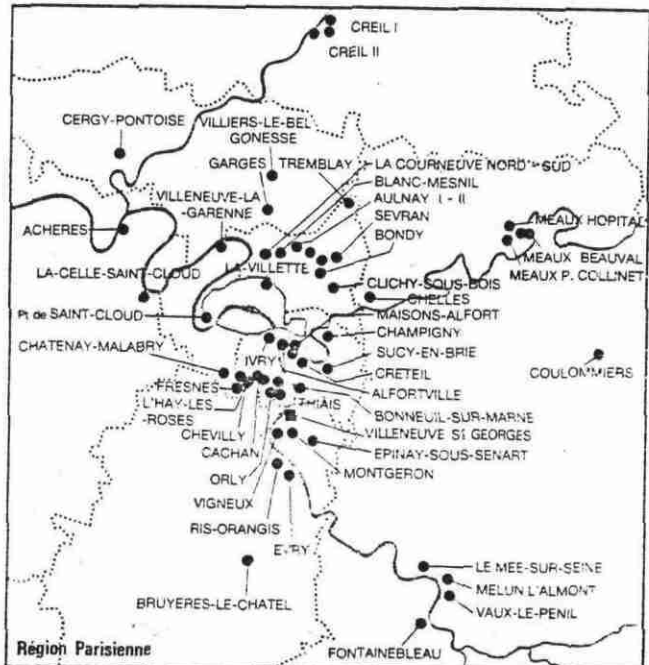 CREIL I
CREIL II
CERGY-PONTOISE
VILLIERS-LE-BEL
GONESSE
GARGES
TREMBLAY
LA COURNEUVE NORD - SUD
BLANC-MESNIL
AULNAY I - II
SEVRAN
BONDY
VILLENEUVE-LA
-GARENNE
ACHERES
MEAUX HOPITAL
MEAUX BEAUVAL
MEAUX P. COLLINET
LA-CELLE-SAINT-CLOUD
LA-VILLETTE
CLICHY-SOUS-BOIS
CHELLES
Pt de SAINT-CLOUD
MAISONS-ALFORT
CHAMPIGNY
CHATENAY-MALABRY
IVRY
SUCY-EN-BRIE
COULOMMIERS
CRETEIL
FRESNES
ALFORTVILLE
L'HAY-LES
-ROSES
THIAIS
BONNEUIL-SUR-MARNE
CHEVILLY
VILLENEUVE St GEORGES
CACHAN
EPINAY-SOUS-SENART
ORLY
MONTGERON
VIGNEUX
RIS-ORANGIS
EVRY
LE MEE-SUR-SEINE
MELUN L'ALMONT
BRUYERES-LE-CHATEL
VAUX-LE-PENIL
FONTAINEBLEAU
Région Parisienne